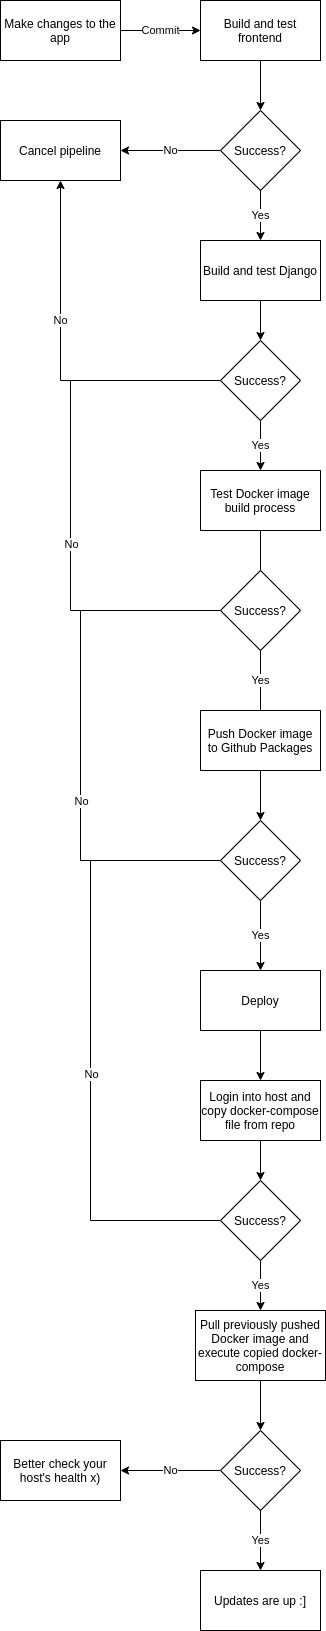 Make changes to the
app
Commit
Build and test
frontend
Success?
No
Cancel pipeline
Yes
Build and test Django
No
Success?
Yes
Test Docker image
build process
No
Success?
Yes
Push Docker image
to Github Packages
No
Success?
Yes
Deploy
No
Login into host and
copy docker-compose
file from repo
Success?
Yes
Pull previously pushed
Docker image and
execute copied docker-
compose
Success?
No
Better check your
host's health x)
Yes
Updates are up :]